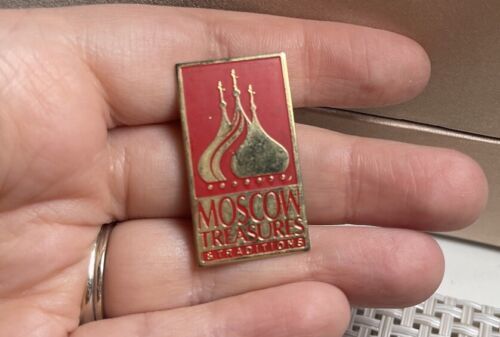 MOSCOW
TREASURES
& TRADITIONS